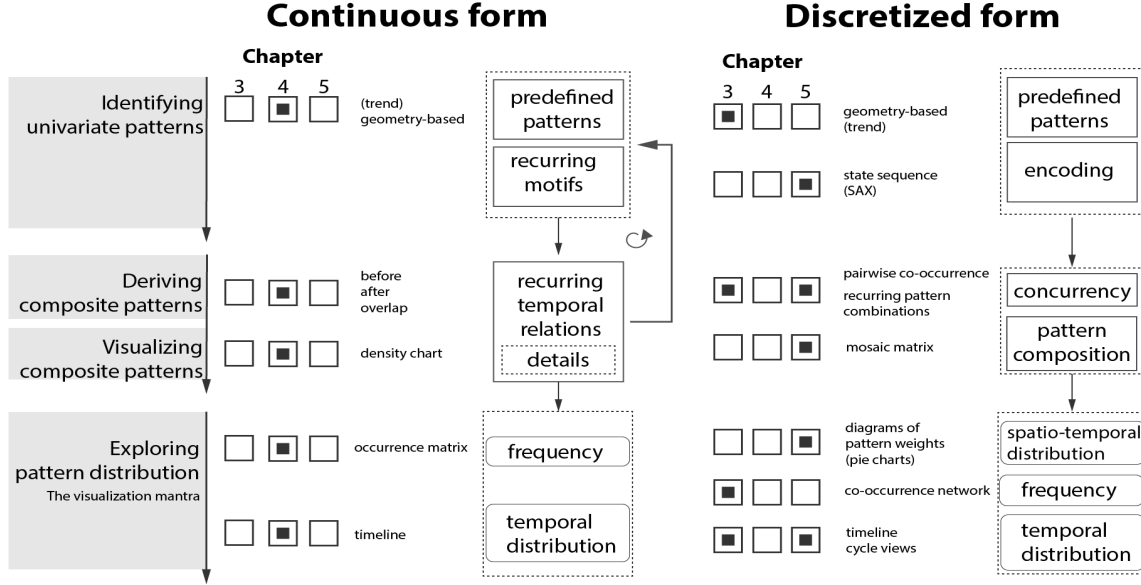 Continuous form
Discretized form
Chapter
3 4 5
Chapter
3 4 5
Identifying
univariate patterns
(trend)
geometry-based
predefined
patterns
recurring
motifs
geometry-based
(trend)
state sequence
(SAX)
predefined
patterns
encoding
Deriving
composite patterns
before
after
overlap
recurring
temporal
relations
details
pairwise co-occurrence
recurring pattern
combinations
concurrency
Visualizing
composite patterns
density chart
mosaic matrix
pattern
composition
Exploring
pattern distribution
The visualization mantra
occurrence matrix
timeline
frequency
temporal
distribution
diagrams of
pattern weights
(pie charts)
co-occurrence network
timeline
cycle views
spatio-temporal
distribution
frequency
temporal
distribution